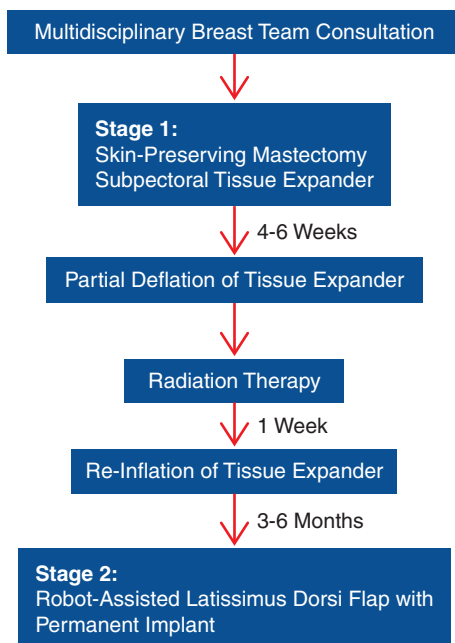 Multidisciplinary Breast Team Consultation
Stage 1:
Skin-Preserving Mastectomy
Subpectoral Tissue Expander
4-6 Weeks
Partial Deflation of Tissue Expander
Radiation Therapy
1 Week
Re-Inflation of Tissue Expander
3-6 Months
Stage 2:
Robot-Assisted Latissimus Dorsi Flap with
Permanent Implant